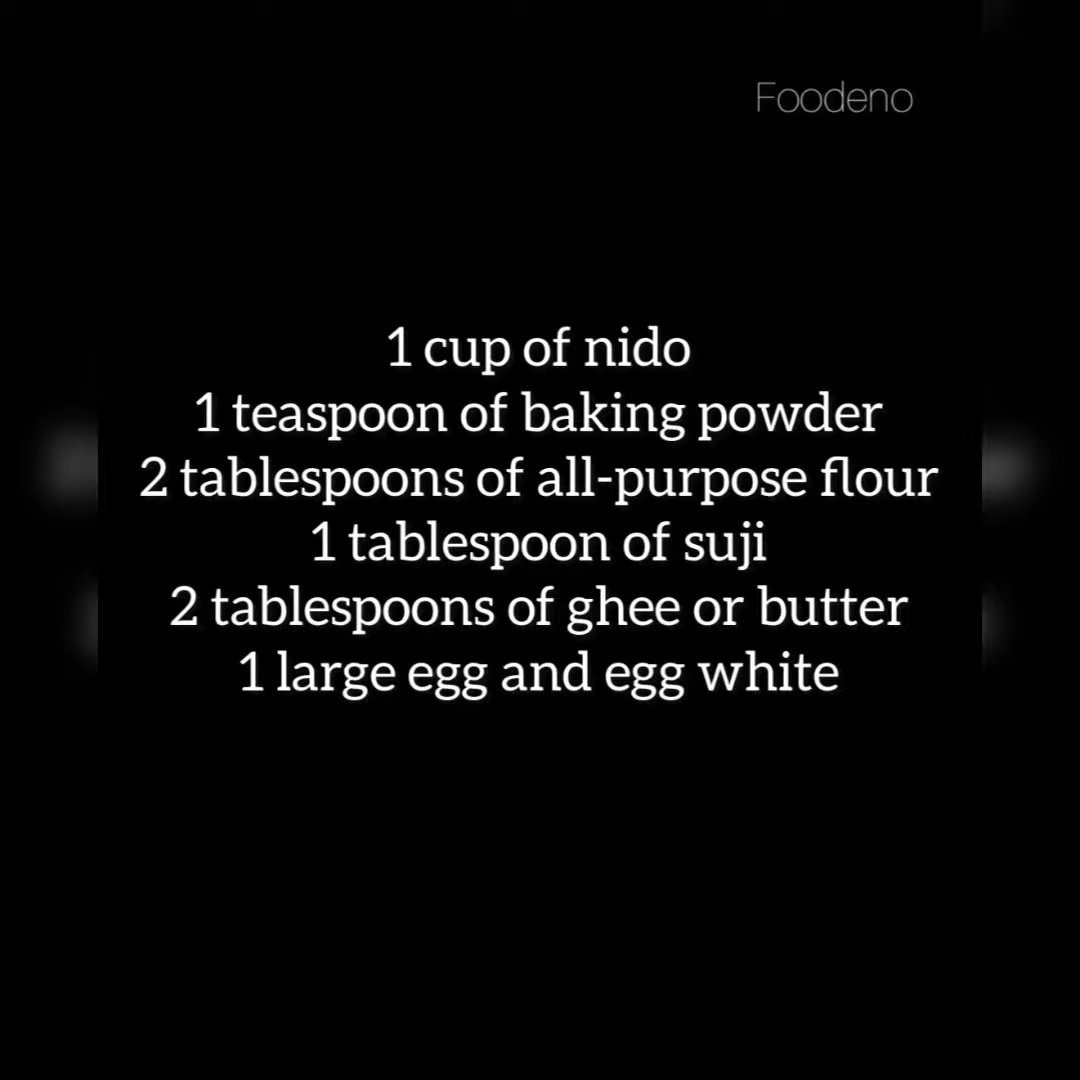 Foodeno
1 cup of nido
1 teaspoon of baking powder
2 tablespoons of all-purpose flour
1 tablespoon of suji
2 tablespoons of ghee or butter
1 large egg and egg white